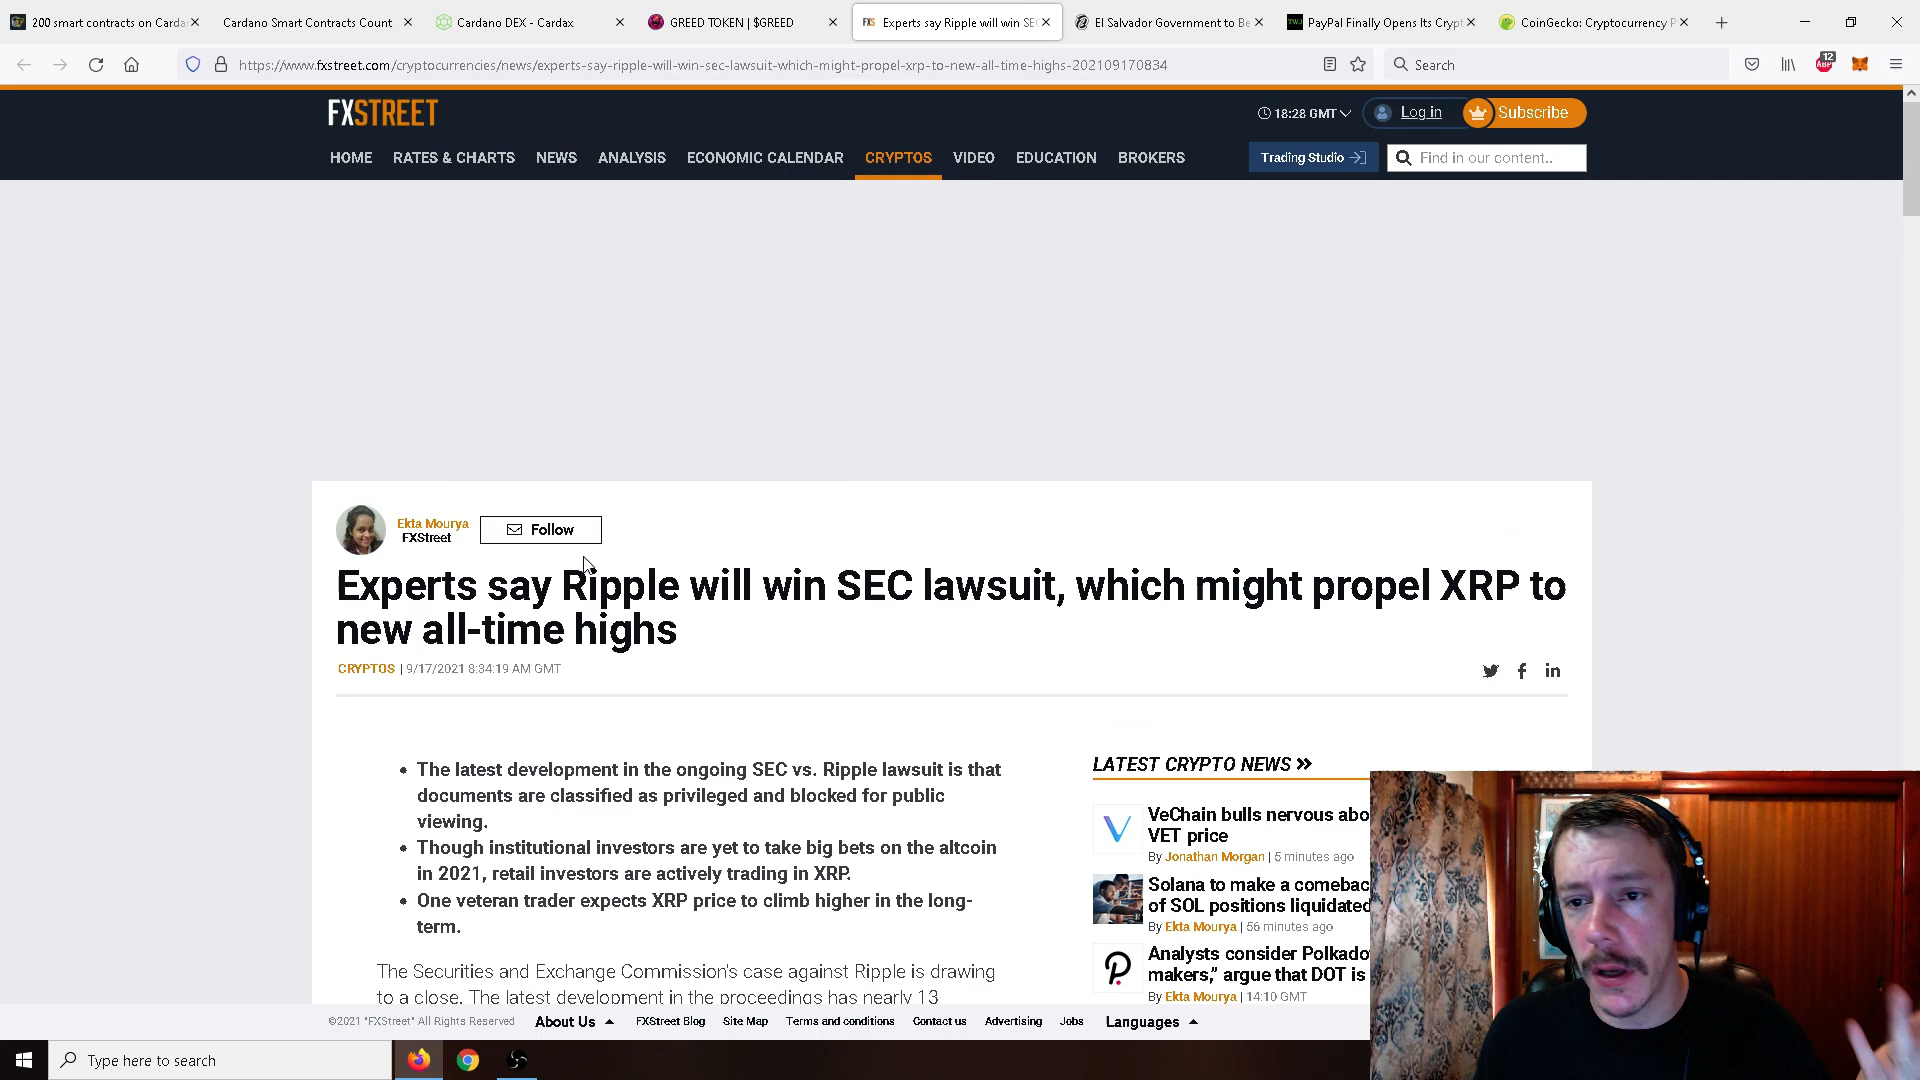 200 smart contracts on Carda
Cardano Smart Contracts Count
Cardano DEX - Cardax
GREED TOKEN | $GREED
FXS
Experts say Ripple will win SE
El Salvador Government to Be
TWJ
PayPal Finally Opens Its Crypt
CoinGecko: Cryptocurrency P
https://www.fxstreet.com/cryptocurrencies/news/experts-say-ripple-will-win-sec-lawsuit-which-might-propel-xrp-to-new-all-time-highs-202109170834
Search
12
ABP
FXSTREET
18:28 GMT
Log in
Subscribe
HOME
RATES & CHARTS
NEWS
ANALYSIS
ECONOMIC CALENDAR
CRYPTOS
VIDEO
EDUCATION
BROKERS
Trading Studio
Find in our content..
Ekta Mourya
FXStreet
Follow
Experts say Ripple will win SEC lawsuit, which might propel XRP to
new all-time highs
CRYPTOS | 9/17/2021 8:34:19 AM GMT
• The latest development in the ongoing SEC vs. Ripple lawsuit is that
documents are classified as privileged and blocked for public
viewing.
• Though institutional investors are yet to take big bets on the altcoin
in 2021, retail investors are actively trading in XRP.
• One veteran trader expects XRP price to climb higher in the long-
term.
The Securities and Exchange Commission's case against Ripple is drawing
to a close. The latest development in the proceedings has nearly 13
LATEST CRYPTO NEWS
VeChain bulls nervous abo
VET price
By Jonathan Morgan | 5 minutes ago
Solana to make a comebac
of SOL positions liquidated
By Ekta Mourya | 56 minutes ago
Analysts consider Polkado
makers,” argue that DOT is
By Ekta Mourya | 14:10 GMT
©2021 "FXStreet" All Rights Reserved
About Us
FXStreet Blog
Site Map
Terms and conditions
Contact us
Advertising
Jobs
Languages
Type here to search